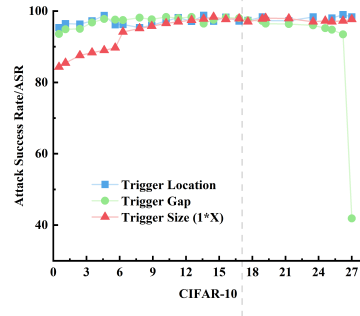 100
80
60
40
Attack Success Rate/ASR
Trigger Location
Trigger Gap
Trigger Size (1*X)
0 3 6 9 12 15 18 21 24 27
CIFAR-10